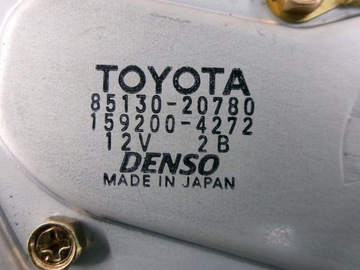 TOYOTA
85130-20780
159200-4272
12V 2B
DENSO
MADE IN JAPAN